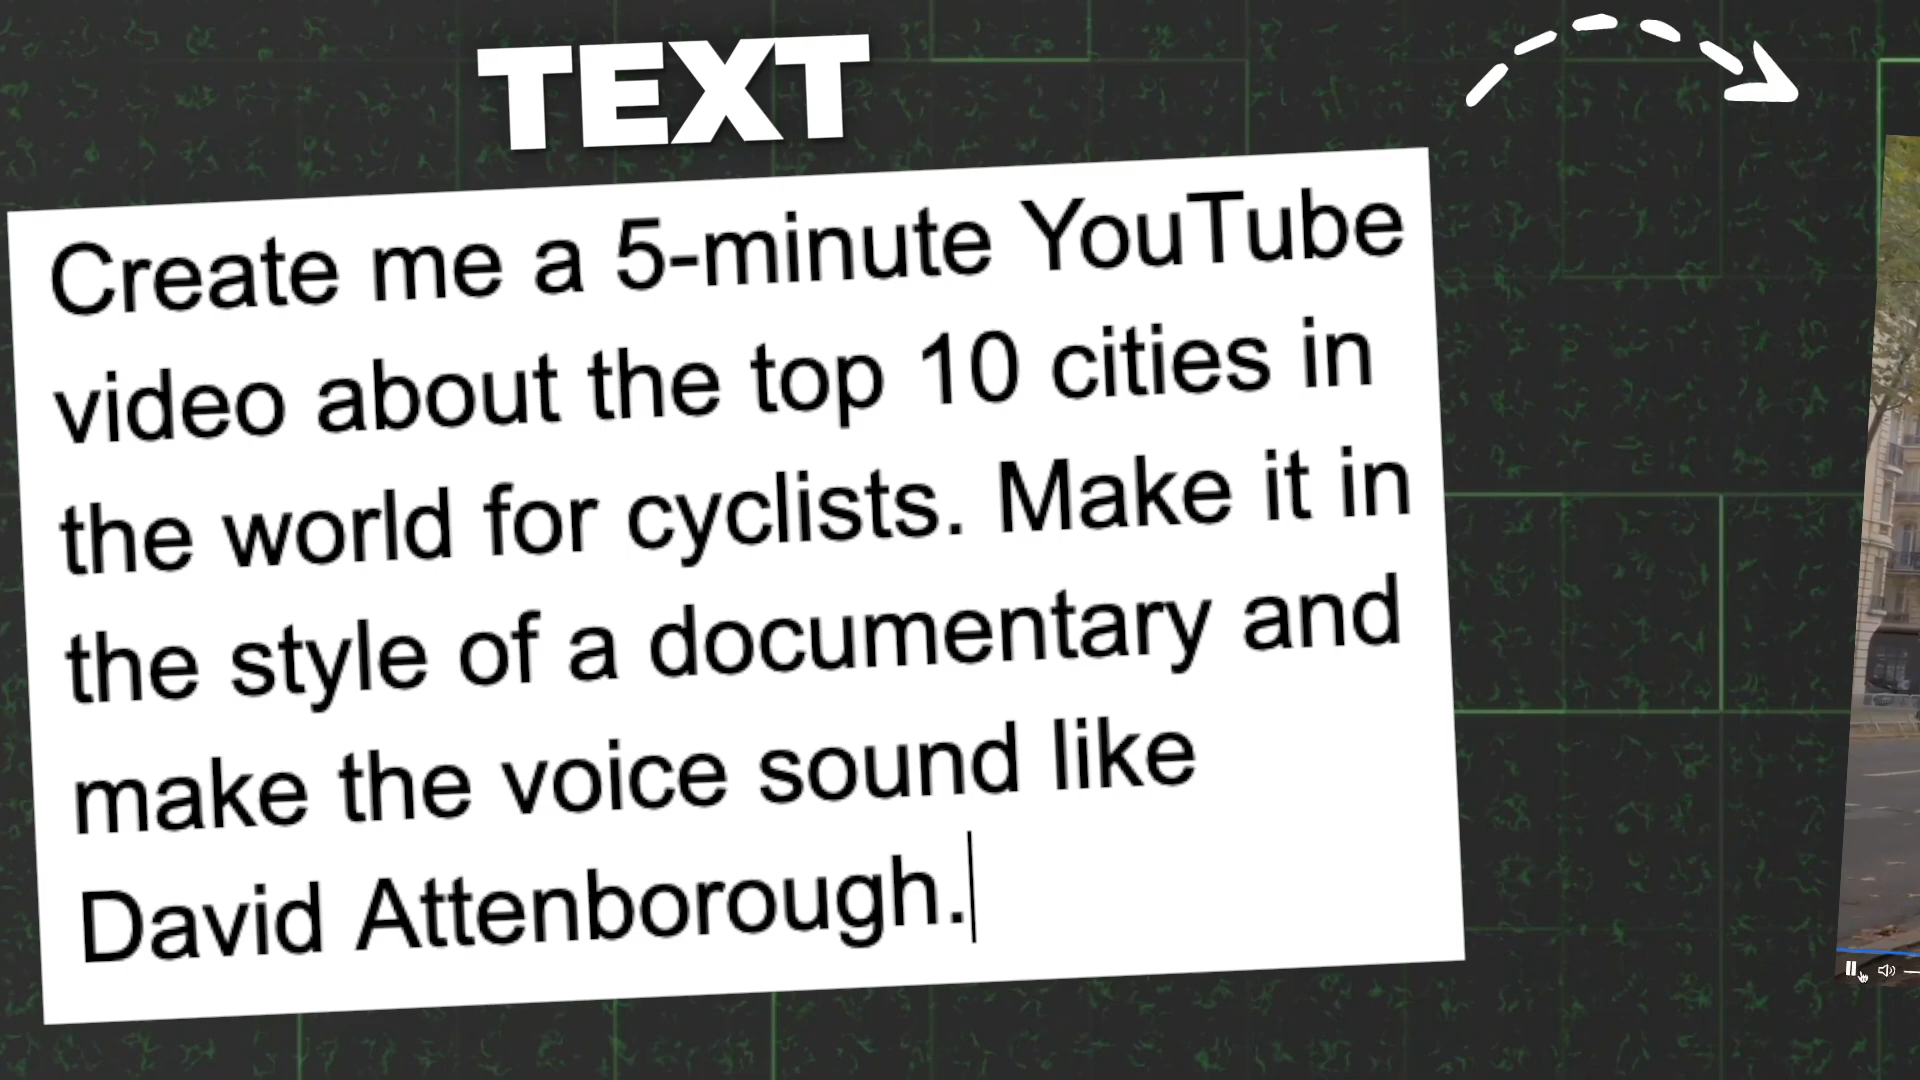 TEXT
Create me a 5-minute YouTube
video about the top 10 cities in
the world for cyclists. Make it in
the style of a documentary and
make the voice sound like
David Attenborough.